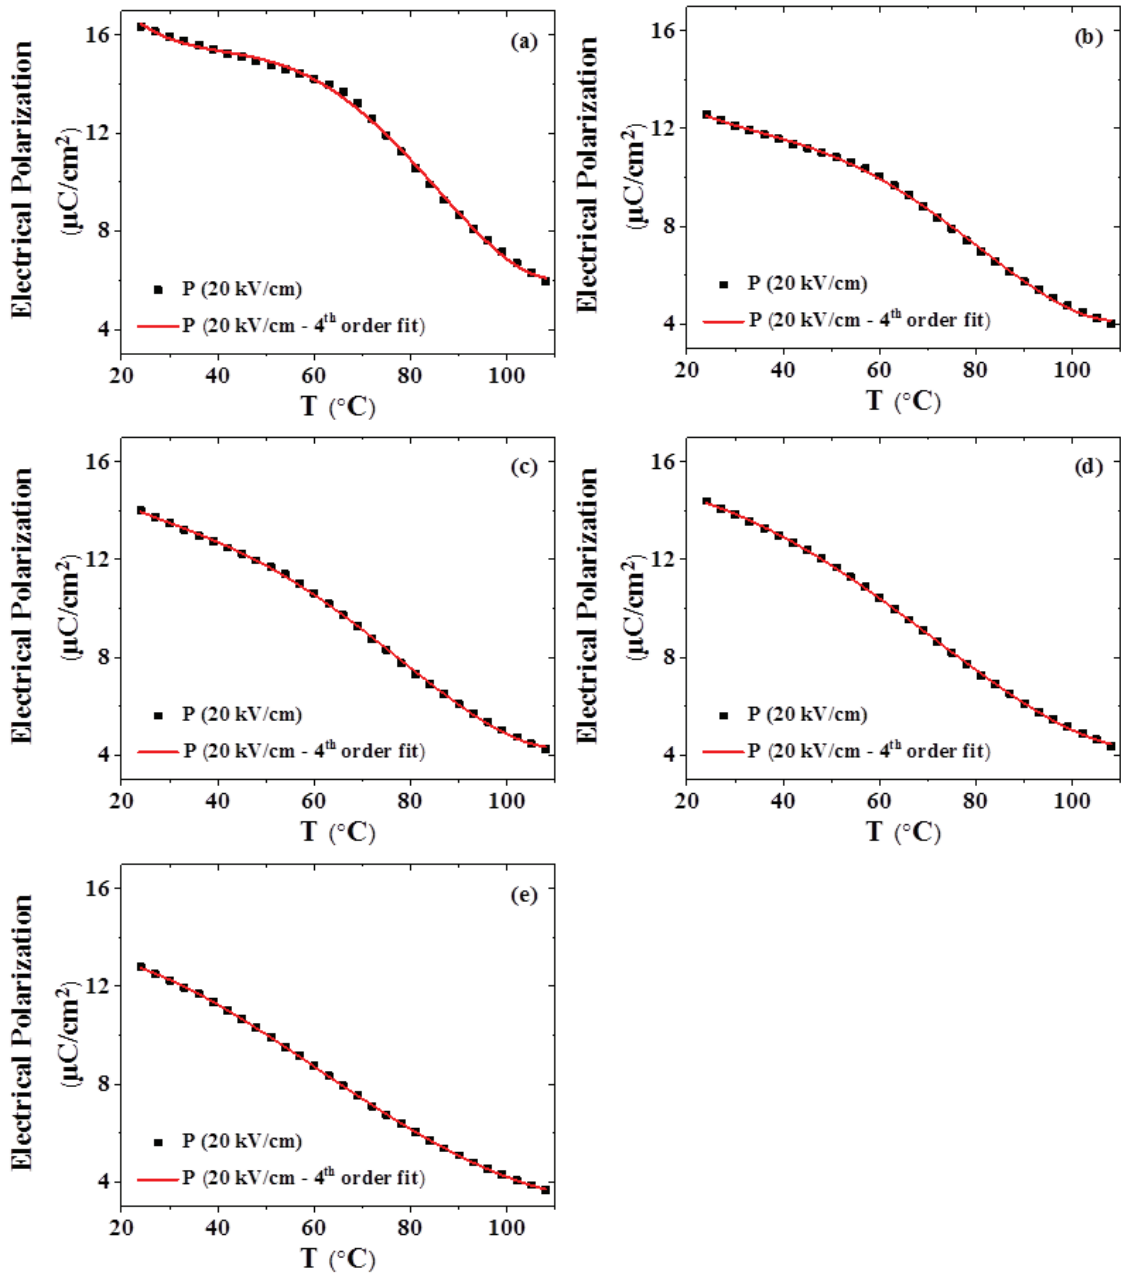 Electrical Polarization
(μC/cm²)
16
12
8
4
(a)
P (20 kV/cm)
P (20 kV/cm - 4th order fit)
20 40 60 80 100
T (°C)
Electrical Polarization
(μC/cm²)
16
12
8
4
(b)
P (20 kV/cm)
P (20 kV/cm - 4th order fit)
20 40 60 80 100
T (°C)
Electrical Polarization
(μC/cm²)
16
12
8
4
(c)
P (20 kV/cm)
P (20 kV/cm - 4th order fit)
20 40 60 80 100
T (°C)
Electrical Polarization
(μC/cm²)
16
12
8
4
(d)
P (20 kV/cm)
P (20 kV/cm - 4th order fit)
20 40 60 80 100
T (°C)
Electrical Polarization
(μC/cm²)
16
12
8
4
(e)
P (20 kV/cm)
P (20 kV/cm - 4th order fit)
20 40 60 80 100
T (°C)